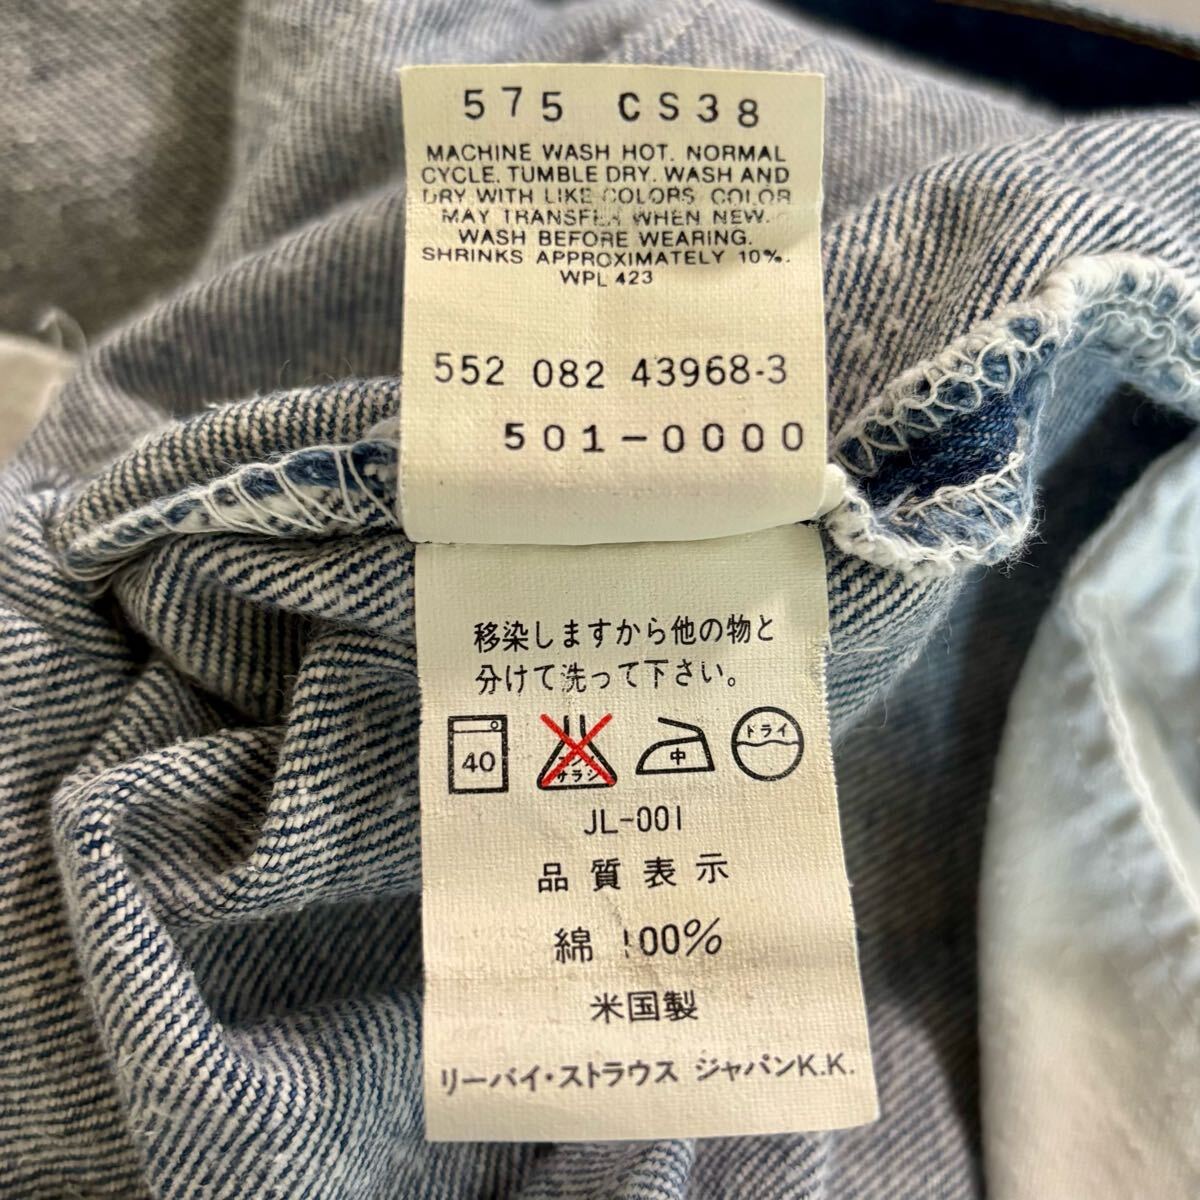 575 CS38
MACHINE WASH HOT. NORMAL
CYCLE. TUMBLE DRY. WASH AND
DRY WITH LIKE COLORS. COLOR
MAY TRANSFER WHEN NEW.
WASH BEFORE WEARING.
SHRINKS APPROXIMATELY 10%.
WPL 423
552 082 43968-3
501-0000
移染しますから他の物と
分けて洗って下さい。
40
サラシ
中
ドライ
JL-001
品質表示
綿 100%
米国製
リーバイ・ストラウス ジャパンK.K.